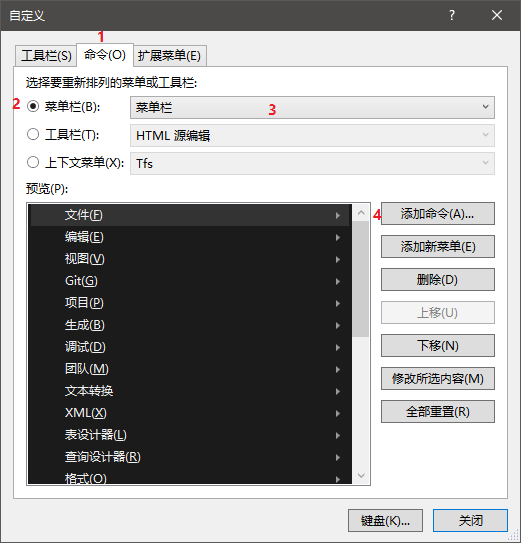 自定义
?
1
工具栏(S) 命令(O) 扩展菜单(E)
选择要重新排列的菜单或工具栏:
2 菜单栏(B): 菜单栏 3
工具栏(T): HTML 源编辑
上下文菜单(X): Tfs
预览(P):
文件(F) 4 添加命令(A)...
编辑(E) 添加新菜单(E)
视图(V)
Git(G) 删除(D)
项目(P) 上移(U)
生成(B)
调试(D) 下移(N)
团队(M) 修改所选内容(M)
文本转换
XML(X) 全部重置(R)
表设计器(L)
查询设计器(R)
格式(O)
键盘(K)... 关闭